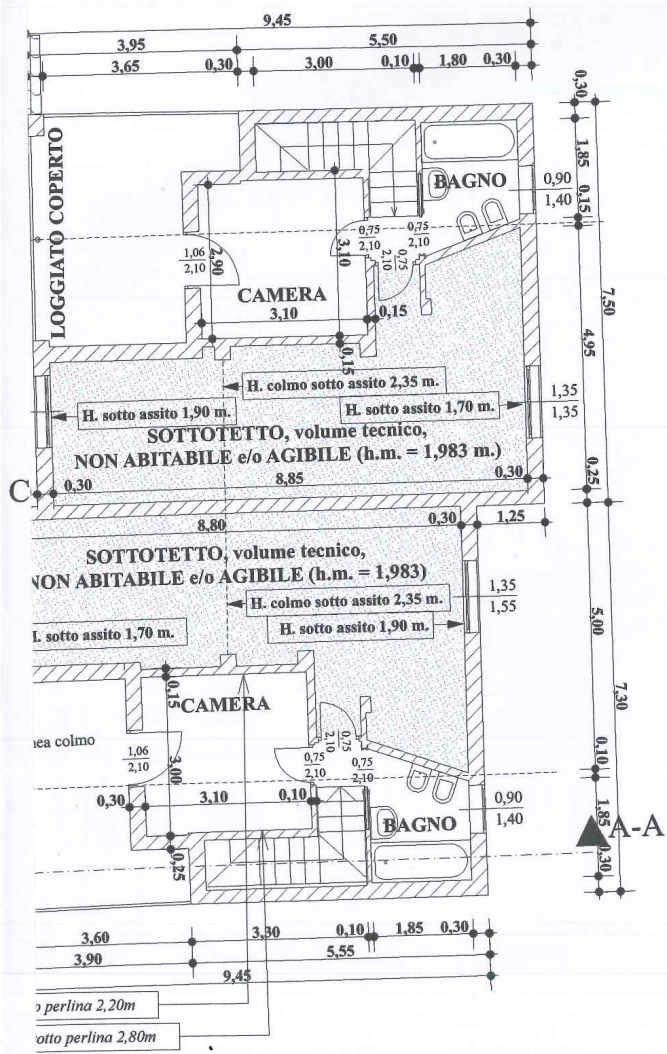 9,45
3,95 5,50
3,65 0,30 3,00 0,10 1,80 0,30
0,30
1,85
0,15
7,50
4,95
0,25
LOGGIATO COPERTO
BAGNO
0,90
1,40
1,06
2,10
2,90
3,10
0,75
2,10
0,75
2,10
0,75
2,10
CAMERA
3,10
0,15
0,15
H. colmo sotto assito 2,35 m.
H. sotto assito 1,90 m.
H. sotto assito 1,70 m.
1,35
1,35
SOTTOTETTO, volume tecnico,
NON ABITABILE e/o AGIBILE (h.m. = 1,983 m.)
C
0,30 8,85 0,30
8,80 0,30 1,25
SOTTOTETTO, volume tecnico,
NON ABITABILE e/o AGIBILE (h.m. = 1,983)
H. colmo sotto assito 2,35 m.
1,35
1,55
H. sotto assito 1,70 m.
H. sotto assito 1,90 m.
5,00
7,30
0,15
CAMERA
colmo
1,06
2,10
3,00
0,75
2,10
0,75
2,10
0,75
2,10
0,10
0,30 3,10 0,10
0,90
1,40
BAGNO
1,85
A-A
0,30
0,25
3,60 3,30 0,10 1,85 0,30
3,90 5,55
9,45
perlina 2,20m
otto perlina 2,80m